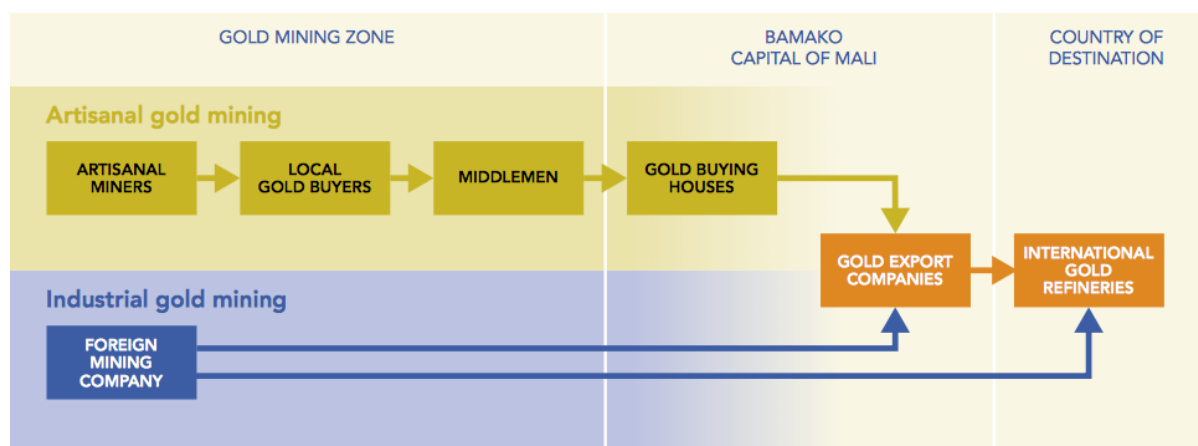 GOLD MINING ZONE
BAMAKO
CAPITAL OF MALI
COUNTRY OF
DESTINATION
Artisanal gold mining
ARTISANAL
MINERS
LOCAL
GOLD BUYERS
MIDDLEMEN
GOLD BUYING
HOUSES
GOLD EXPORT
COMPANIES
INTERNATIONAL
GOLD
REFINERIES
Industrial gold mining
FOREIGN
MINING
COMPANY